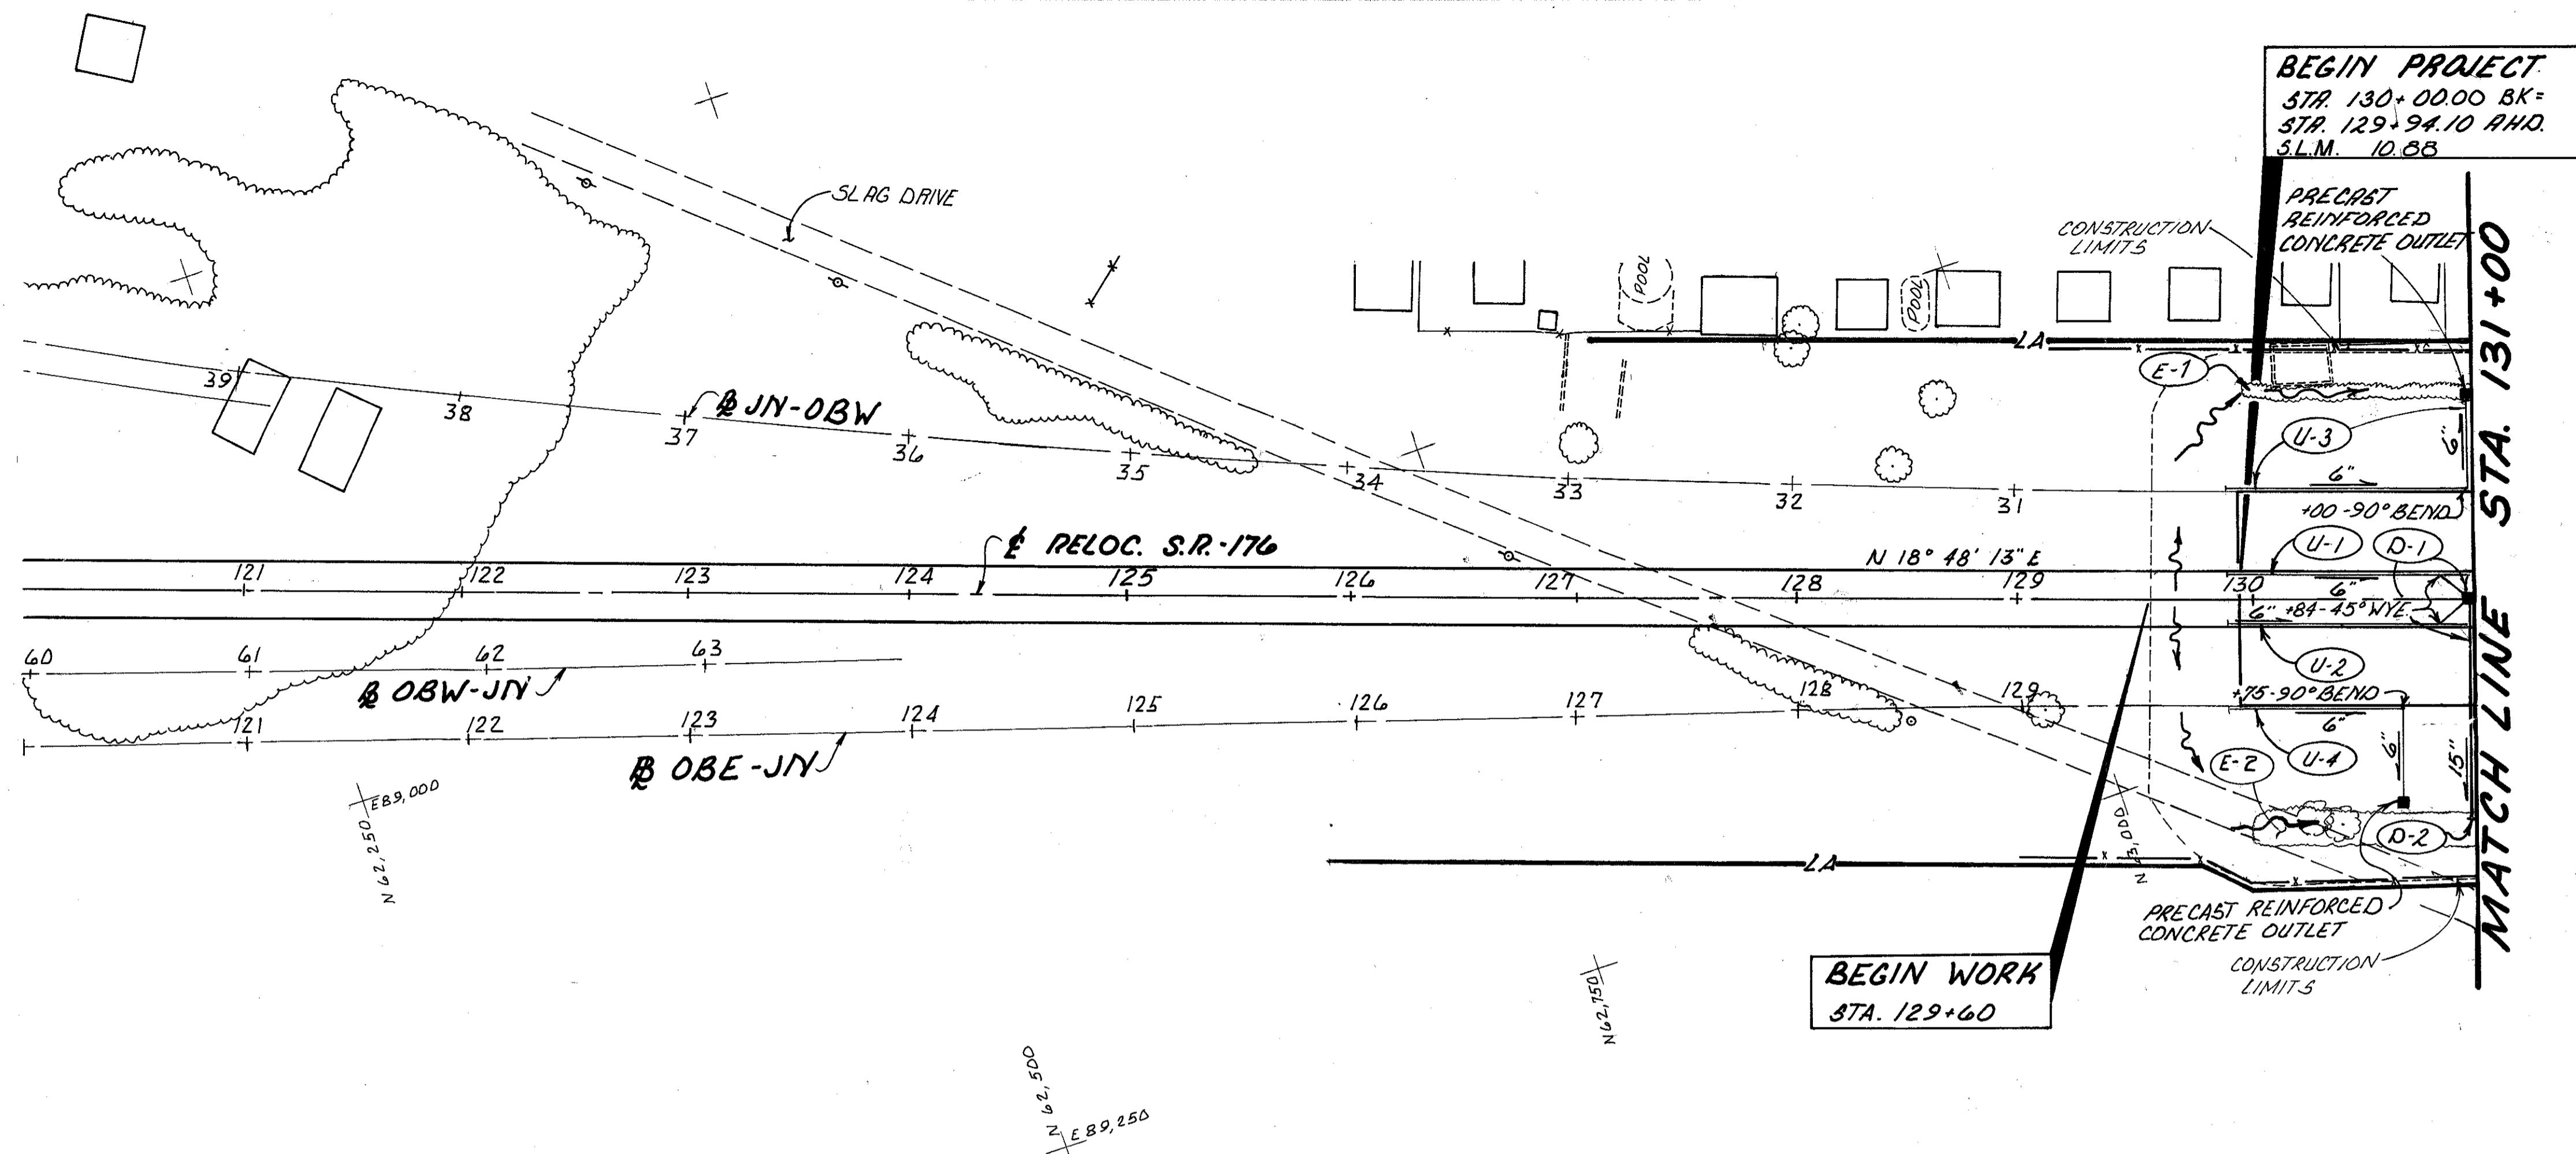 BEGIN PROJECT
STA. 130+00.00 BK=
STA. 129+94.10 AHD.
S.L.M. 10.88
PRECAST
REINFORCED
CONCRETE OUTLET
CONSTRUCTION
LIMITS
SLAG DRIVE
POOL
POOL
LA
E-1
MATCH LINE STA. 131+00
39
38
37
36
35
34
33
32
31
JN-OBW
U-3
6"
6"
+00-90° BEND
RELOC. S.R.-176
N 18° 48' 13" E
U-1
D-1
121
122
123
124
125
126
127
128
129
130
6"
6"
+84-45° WYE
60
61
62
63
OBW-JN
U-2
+75-90° BEND
6"
121
122
123
124
125
126
127
128
129
OBE-JN
E-2
U-4
6"
15"
D-2
E89,000
N 62,250
LA
PRECAST REINFORCED
CONCRETE OUTLET
CONSTRUCTION
LIMITS
BEGIN WORK
STA. 129+60
N 62,750
N 62,500
E 89,250